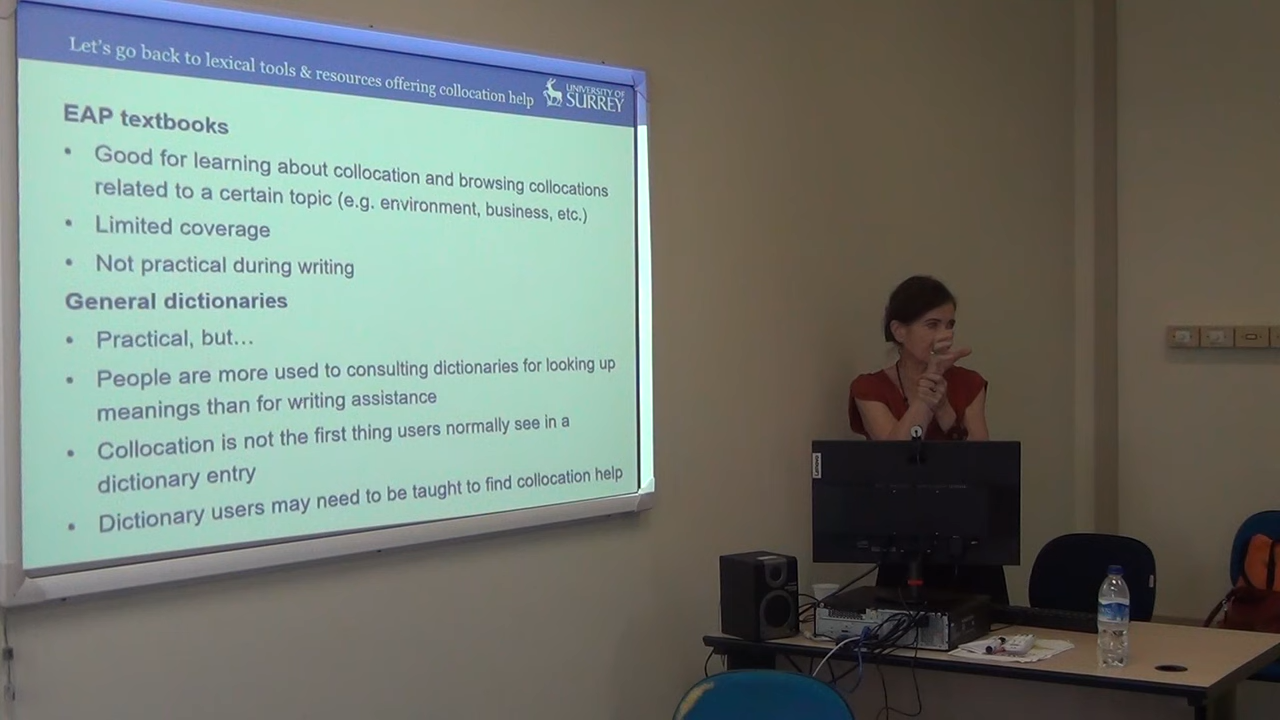 Let's go back to lexical tools & resources offering collocation help
UNIVERSITY OF
SURREY
EAP textbooks
• Good for learning about collocation and browsing collocations
related to a certain topic (e.g. environment, business, etc.)
• Limited coverage
• Not practical during writing
General dictionaries
• Practical, but…
• People are more used to consulting dictionaries for looking up
meanings than for writing assistance
• Collocation is not the first thing users normally see in a
dictionary entry
• Dictionary users may need to be taught to find collocation help
Lenovo